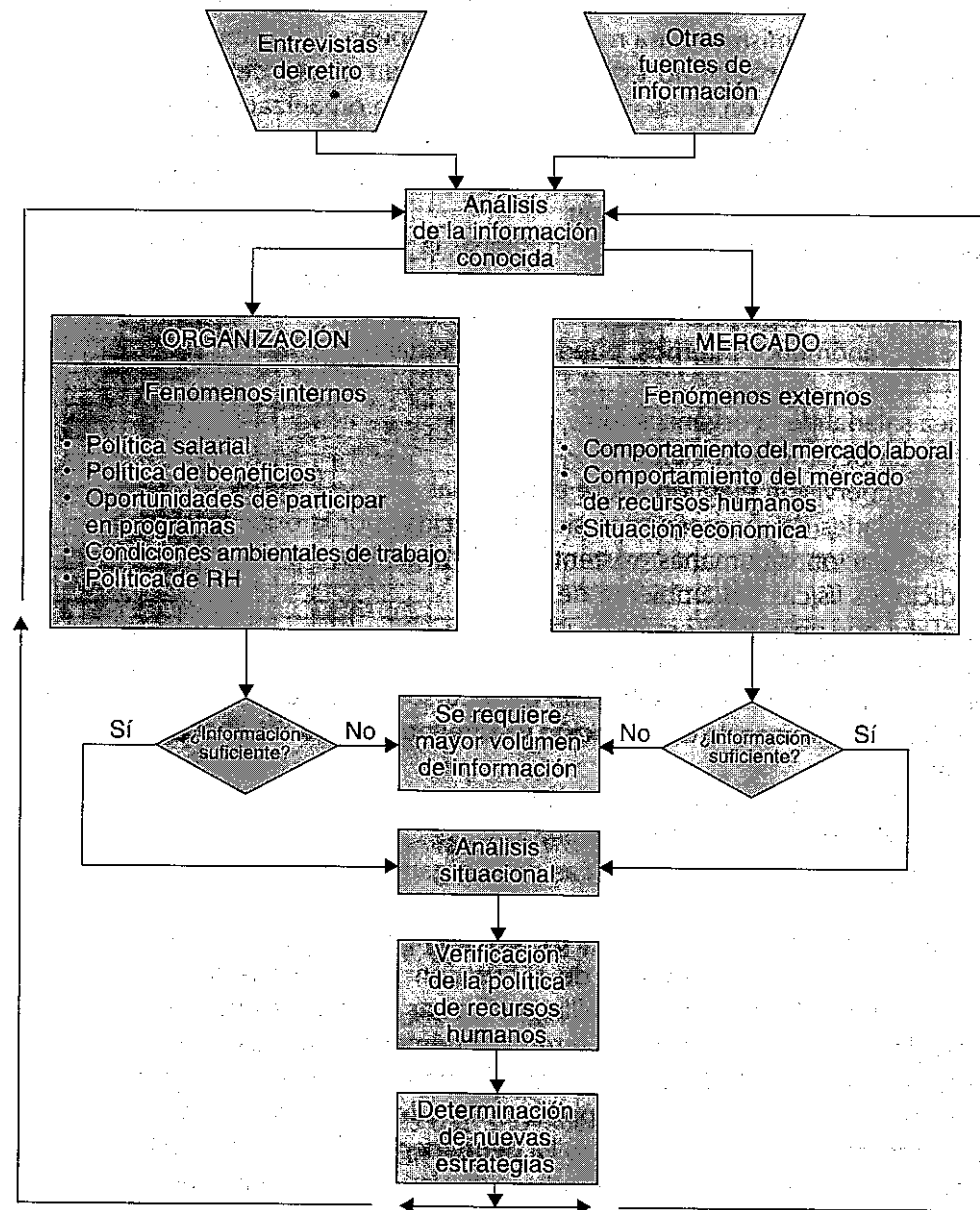 Entrevistas
de retiro
Otras
fuentes de
información
Análisis
de la información
conocida
ORGANIZACIÓN
Fenómenos internos
• Política salarial
• Política de beneficios
• Oportunidades de participar
en programas
• Condiciones ambientales de trabajo
• Política de RH
MERCADO
Fenómenos externos
• Comportamiento del mercado laboral
• Comportamiento del mercado
de recursos humanos
• Situación económica
Sí
¿Información
suficiente?
No
Se requiere
mayor volumen
de información
No
¿Información
suficiente?
Sí
Análisis
situacional
Verificación
de la política
de recursos
humanos
Determinación
de nuevas
estrategias